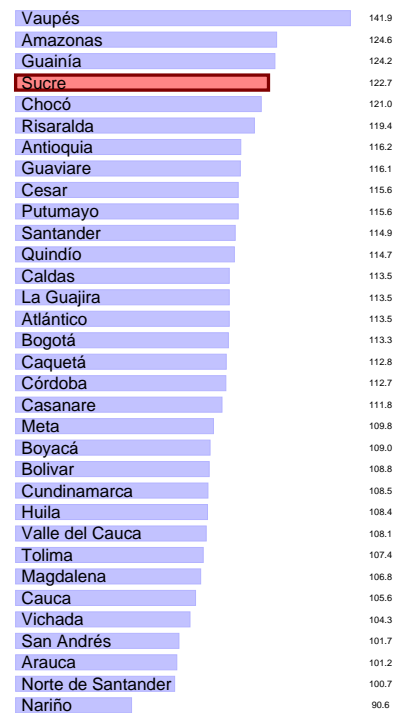 Vaupés 141.9
Amazonas 124.6
Guainía 124.2
Sucre 122.7
Chocó 121.0
Risaralda 119.4
Antioquia 116.2
Guaviare 116.1
Cesar 115.6
Putumayo 115.6
Santander 114.9
Quindío 114.7
Caldas 113.5
La Guajira 113.5
Atlántico 113.5
Bogotá 113.3
Caquetá 112.8
Córdoba 112.7
Casanare 111.8
Meta 109.8
Boyacá 109.0
Bolivar 108.8
Cundinamarca 108.5
Huila 108.4
Valle del Cauca 108.1
Tolima 107.4
Magdalena 106.8
Cauca 105.6
Vichada 104.3
San Andrés 101.7
Arauca 101.2
Norte de Santander 100.7
Nariño 90.6